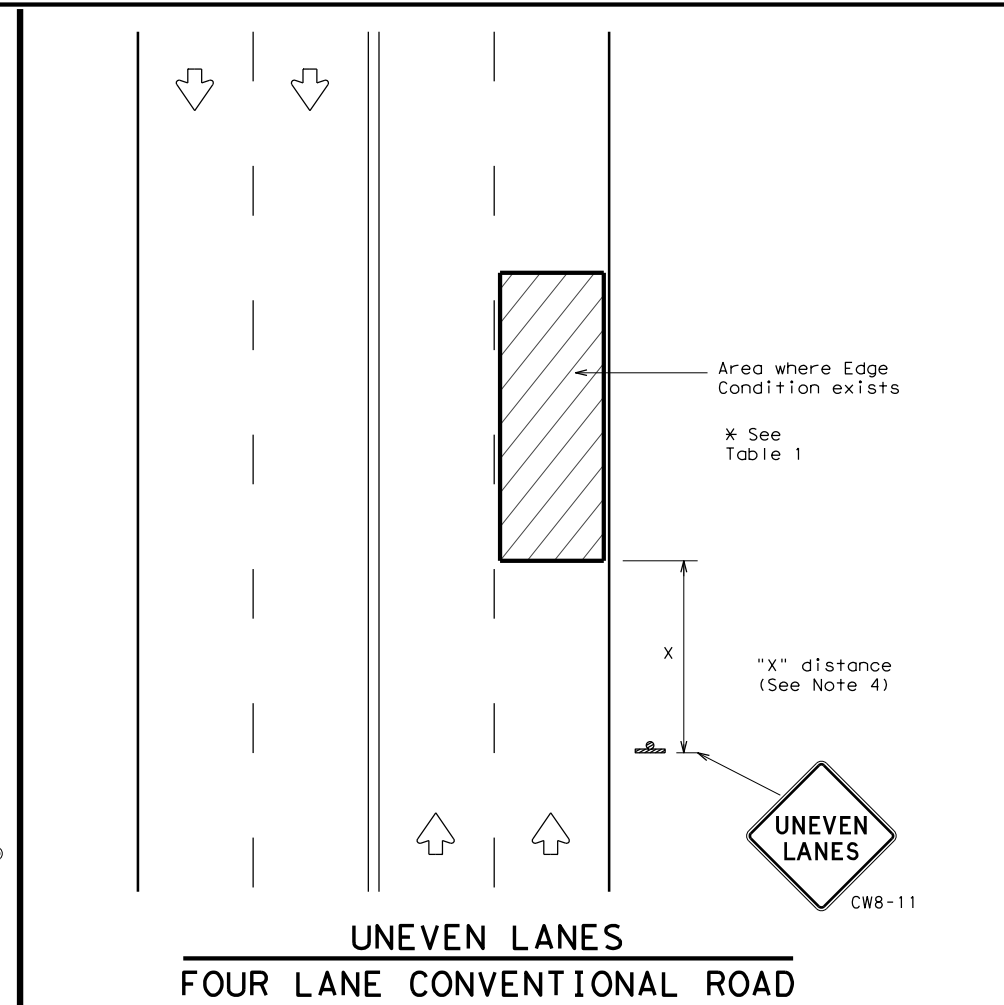 Area where Edge
Condition exists
* See
Table 1
X
"X" distance
(See Note 4)
UNEVEN
LANES
CW8-11
UNEVEN LANES
FOUR LANE CONVENTIONAL ROAD